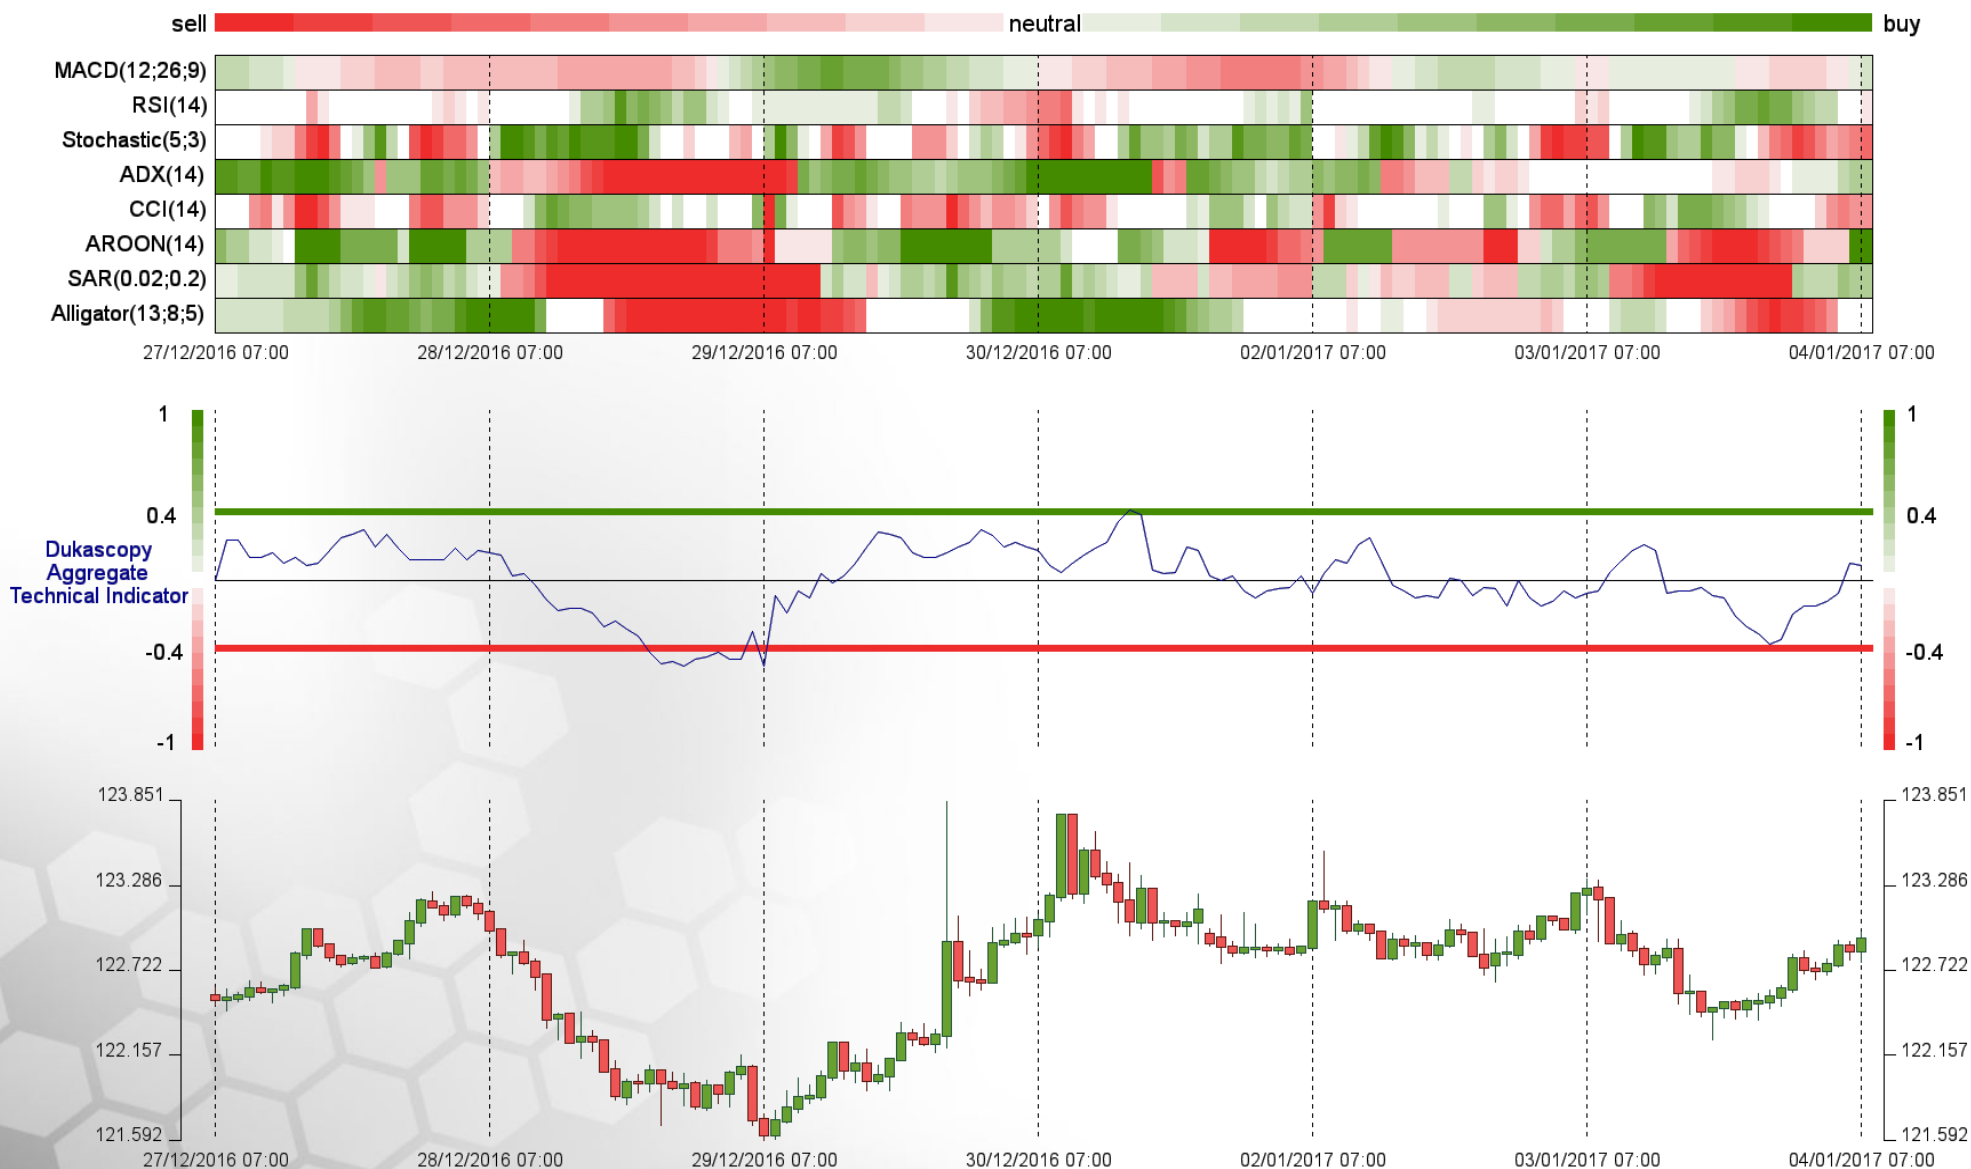 sell neutral buy
MACD(12;26;9)
RSI(14)
Stochastic(5;3)
ADX(14)
CCI(14)
AROON(14)
SAR(0.02;0.2)
Alligator(13;8;5)
27/12/2016 07:00 28/12/2016 07:00 29/12/2016 07:00 30/12/2016 07:00 02/01/2017 07:00 03/01/2017 07:00 04/01/2017 07:00
1 1
0.4 0.4
Dukascopy
Aggregate
Technical Indicator
-0.4 -0.4
-1 -1
123.851 123.851
123.286 123.286
122.722 122.722
122.157 122.157
121.592 121.592
27/12/2016 07:00 28/12/2016 07:00 29/12/2016 07:00 30/12/2016 07:00 02/01/2017 07:00 03/01/2017 07:00 04/01/2017 07:00